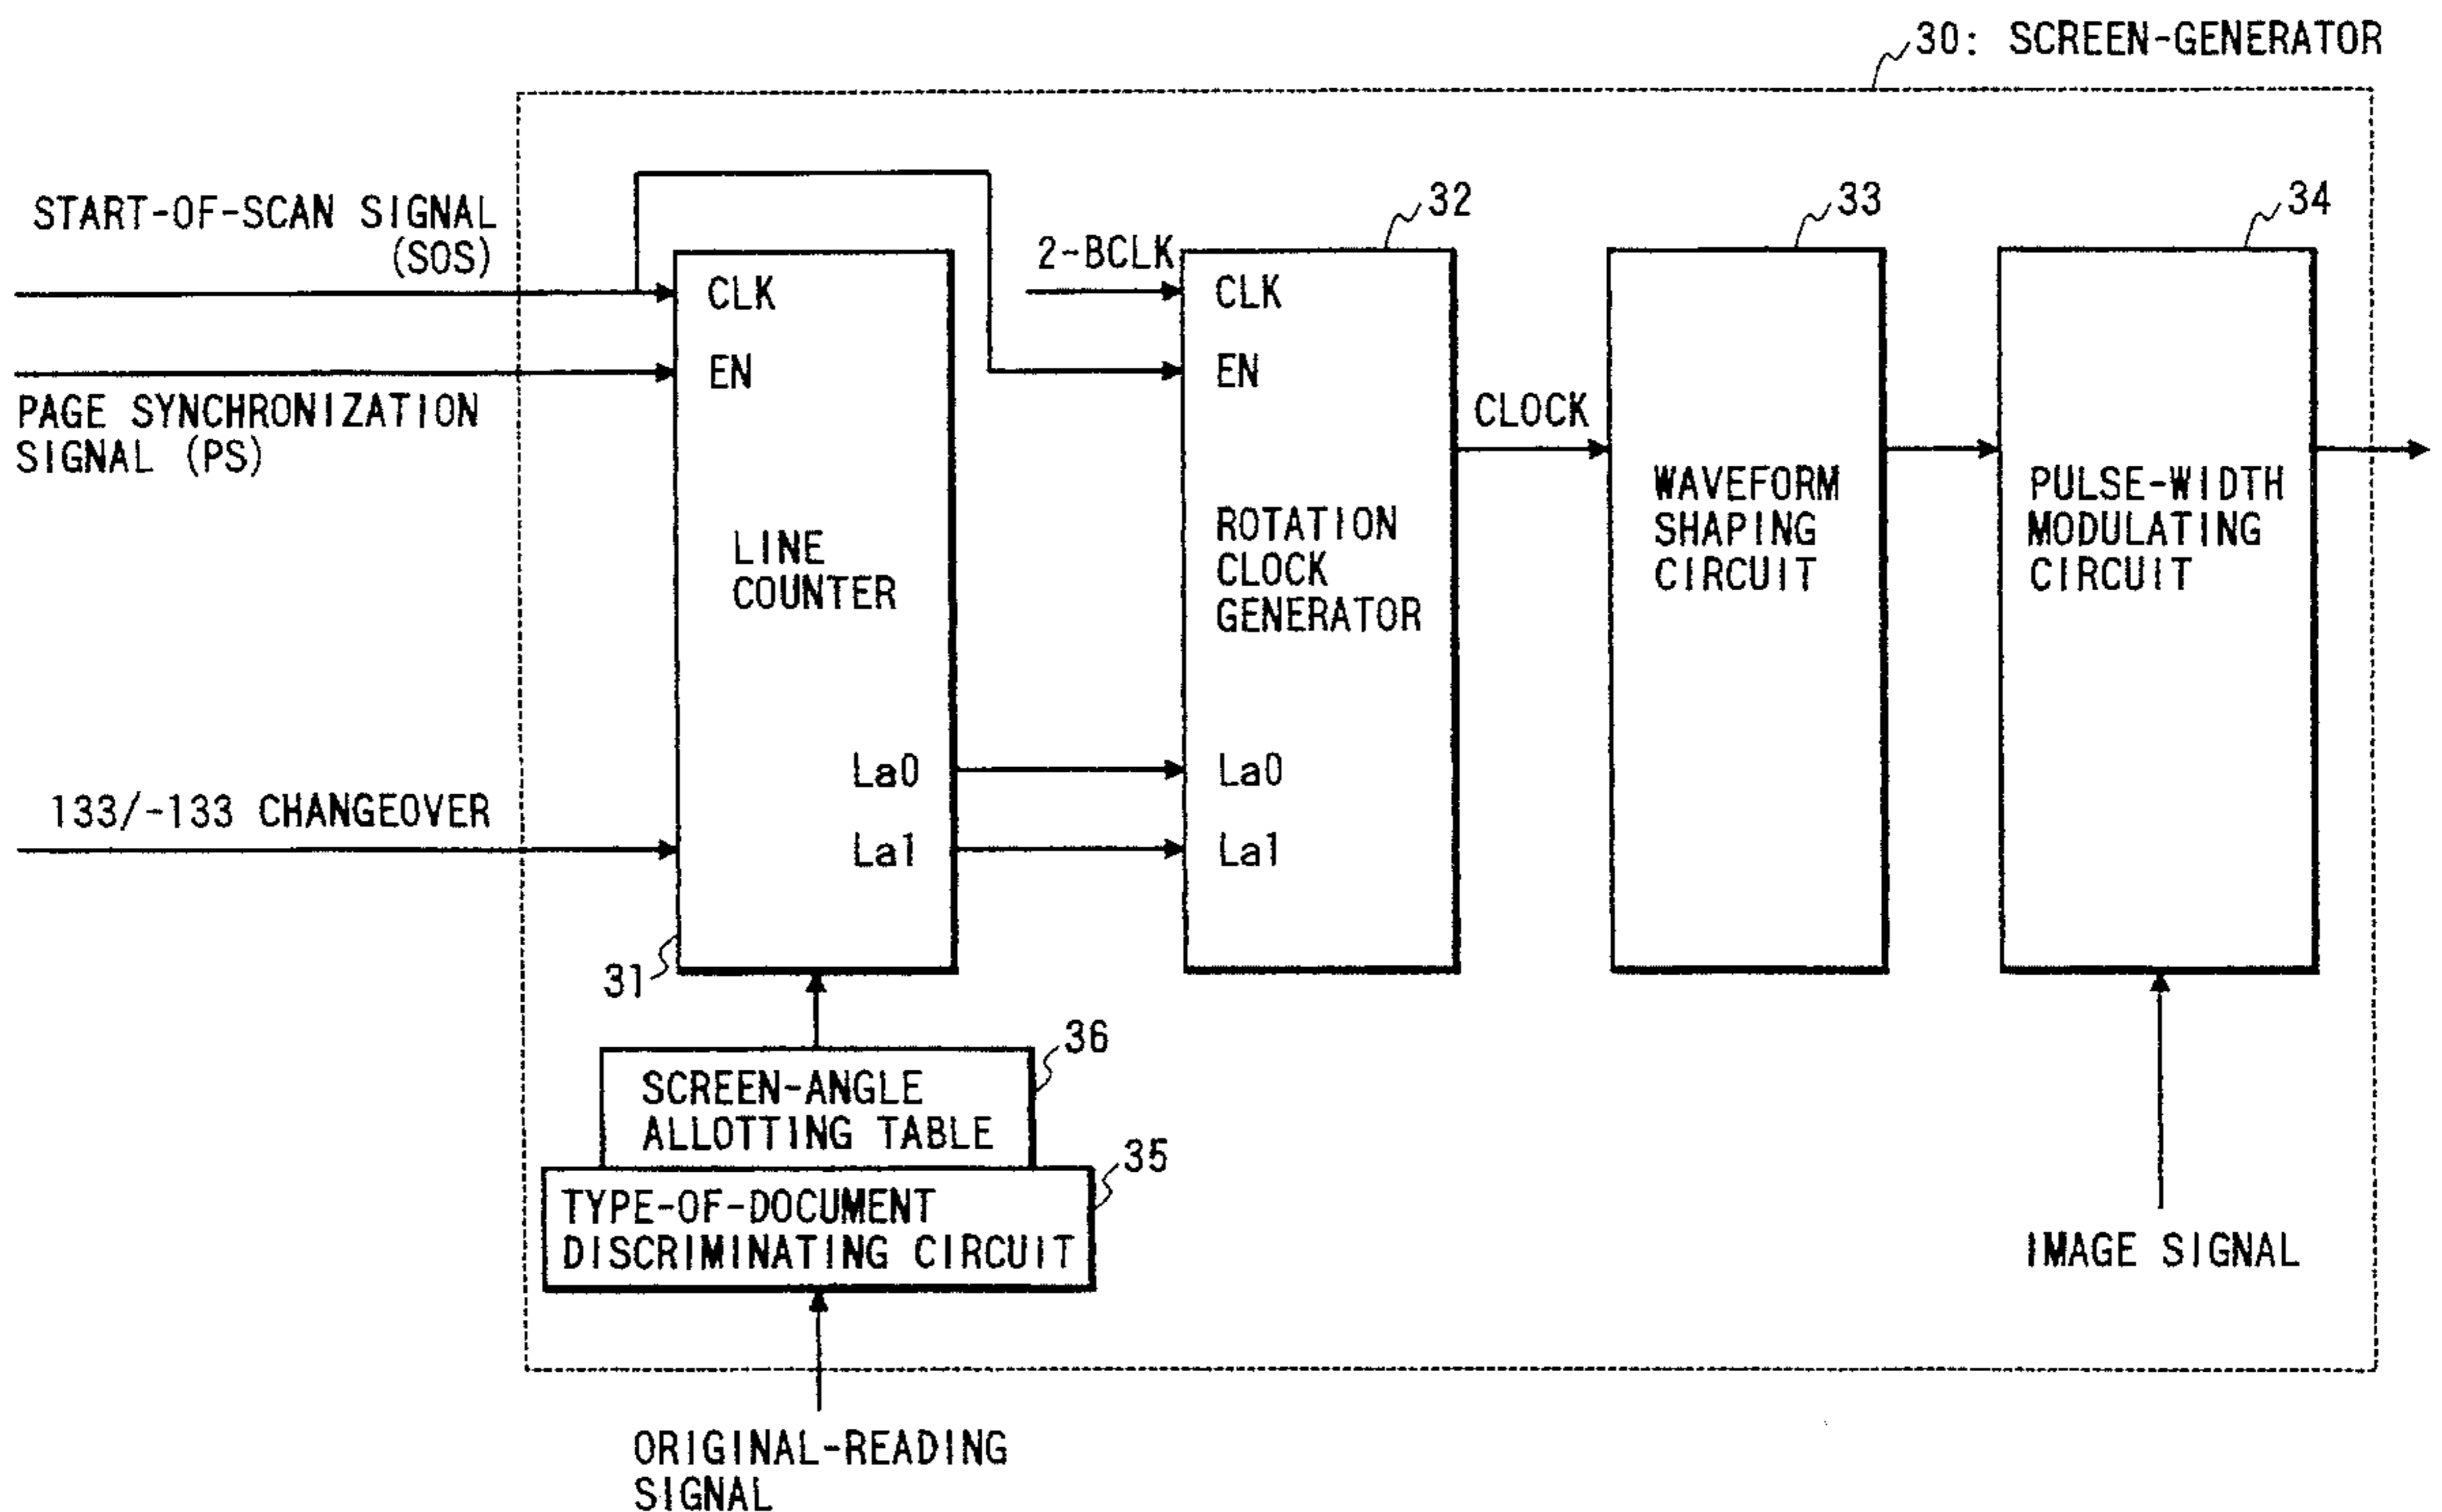 30: SCREEN-GENERATOR
START-OF-SCAN SIGNAL
(SOS)
PAGE SYNCHRONIZATION
SIGNAL (PS)
133/-133 CHANGEOVER
CLK
EN
LINE
COUNTER
La0
La1
31
2-BCLK
32
CLK
EN
ROTATION
CLOCK
GENERATOR
La0
La1
CLOCK
33
WAVEFORM
SHAPING
CIRCUIT
34
PULSE-WIDTH
MODULATING
CIRCUIT
36
SCREEN-ANGLE
ALLOTTING TABLE
35
TYPE-OF-DOCUMENT
DISCRIMINATING CIRCUIT
IMAGE SIGNAL
ORIGINAL-READING
SIGNAL